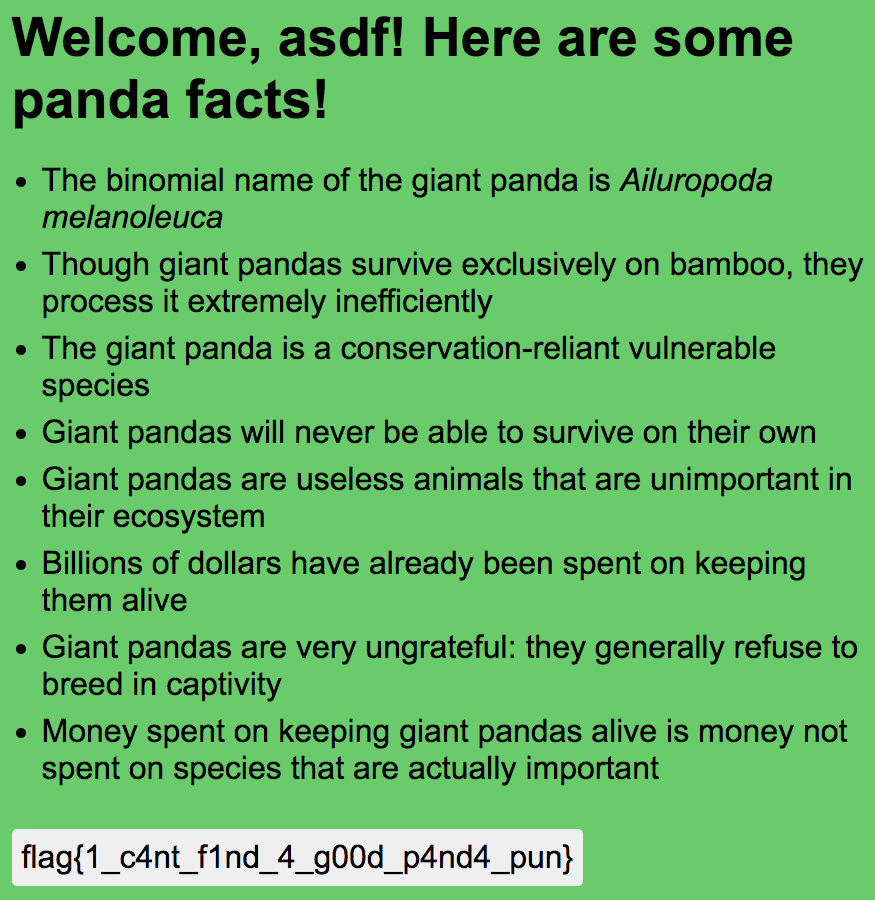 Welcome, asdf! Here are some
panda facts!
• The binomial name of the giant panda is Ailuropoda
melanoleuca
• Though giant pandas survive exclusively on bamboo, they
process it extremely inefficiently
• The giant panda is a conservation-reliant vulnerable
species
• Giant pandas will never be able to survive on their own
• Giant pandas are useless animals that are unimportant in
their ecosystem
• Billions of dollars have already been spent on keeping
them alive
• Giant pandas are very ungrateful: they generally refuse to
breed in captivity
• Money spent on keeping giant pandas alive is money not
spent on species that are actually important
flag{1_c4nt_f1nd_4_g00d_p4nd4_pun}